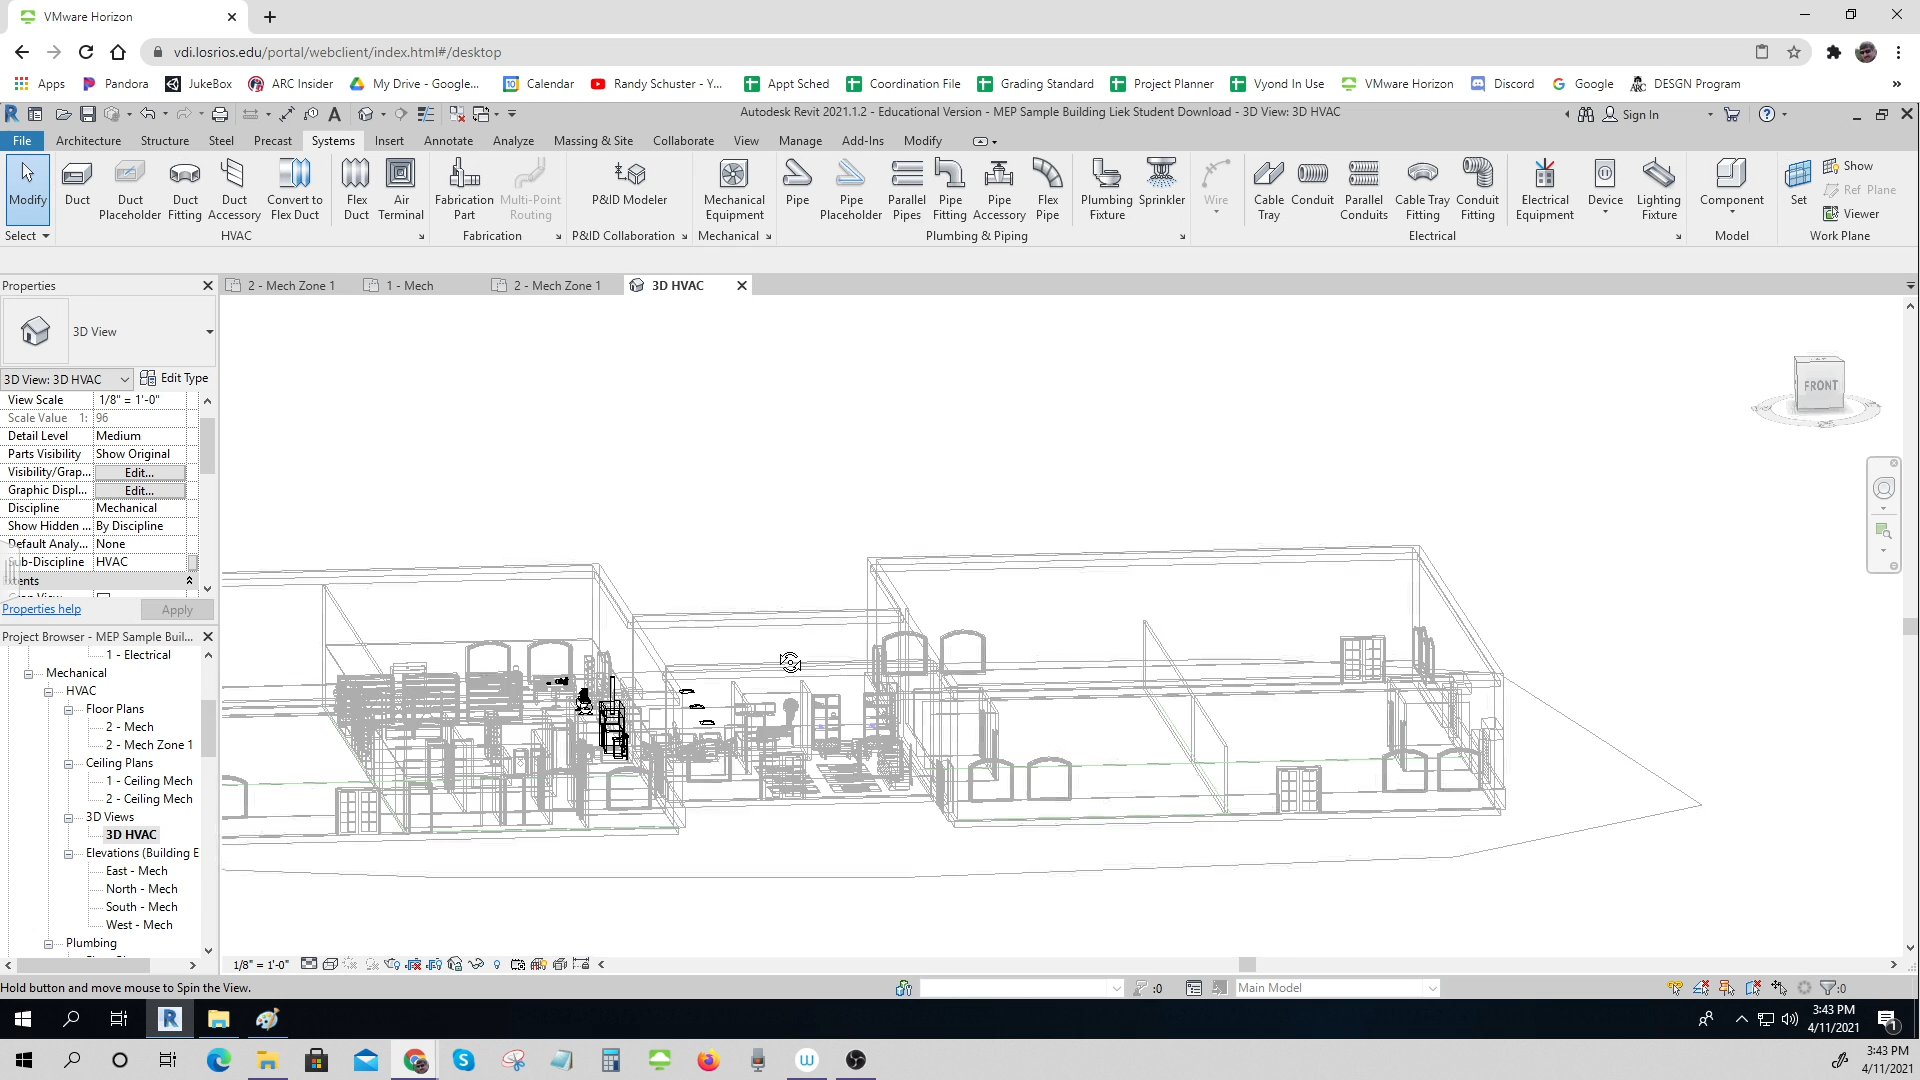 VMware Horizon
vdi.losrios.edu/portal/webclient/index.html#/desktop
Apps Pandora JukeBox ARC Insider My Drive - Google... Calendar Randy Schuster - Y... Appt Sched Coordination File Grading Standard Project Planner Vyond In Use VMware Horizon Discord Google DESGN Program »
Autodesk Revit 2021.1.2 - Educational Version - MEP Sample Building Liek Student Download - 3D View: 3D HVAC
Sign In
File Architecture Structure Steel Precast Systems Insert Annotate Analyze Massing & Site Collaborate View Manage Add-Ins Modify
Modify
Duct
Duct Placeholder
Duct Fitting
Duct Accessory
Convert to Flex Duct
Flex Duct
Air Terminal
Fabrication Part
Multi-Point Routing
P&ID Modeler
Mechanical Equipment
Pipe
Pipe Placeholder
Parallel Pipes
Pipe Fitting
Pipe Accessory
Flex Pipe
Plumbing Fixture
Sprinkler
Wire
Cable Tray
Conduit
Parallel Conduits
Cable Tray Fitting
Conduit Fitting
Electrical Equipment
Device
Lighting Fixture
Component
Set
Show
Ref Plane
Viewer
Select HVAC Fabrication P&ID Collaboration Mechanical Plumbing & Piping Electrical Model Work Plane
Properties
2 - Mech Zone 1
1 - Mech
2 - Mech Zone 1
3D HVAC
3D View
3D View: 3D HVAC Edit Type
View Scale 1/8" = 1'-0"
Scale Value 1: 96
Detail Level Medium
Parts Visibility Show Original
Visibility/Grap... Edit...
Graphic Displ... Edit...
Discipline Mechanical
Show Hidden ... By Discipline
Default Analy... None
ub-Discipline HVAC
tents
Properties help Apply
FRONT
Project Browser - MEP Sample Buil...
1 - Electrical
Mechanical
HVAC
Floor Plans
2 - Mech
2 - Mech Zone 1
Ceiling Plans
1 - Ceiling Mech
2 - Ceiling Mech
3D Views
3D HVAC
Elevations (Building E
East - Mech
North - Mech
South - Mech
West - Mech
Plumbing
1/8" = 1'-0"
Hold button and move mouse to Spin the View.
:0
Main Model
:0
3:43 PM
4/11/2021
1
3:43 PM
4/11/2021